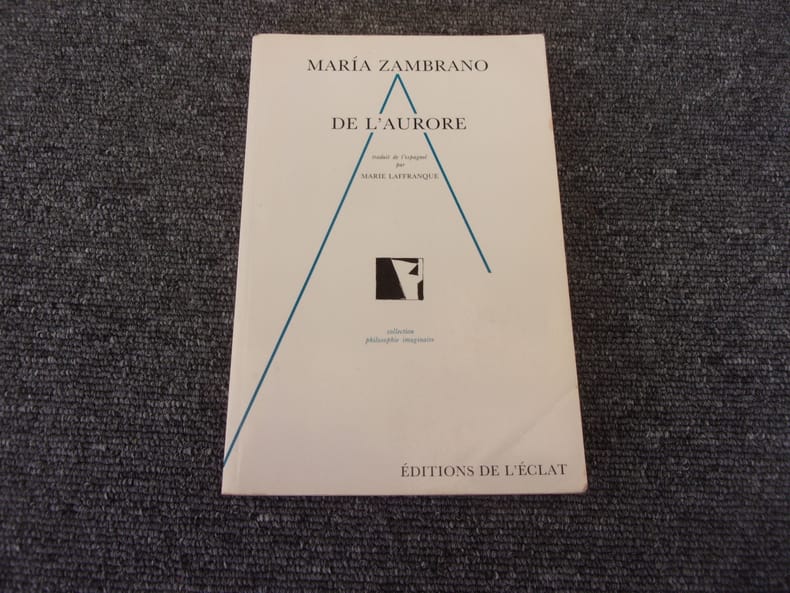 MARÍA ZAMBRANO
DE L'AURORE
traduit de l'espagnol
par
MARIE LAFFRANQUE
collection
philosophie imaginaire
ÉDITIONS DE L'ÉCLAT